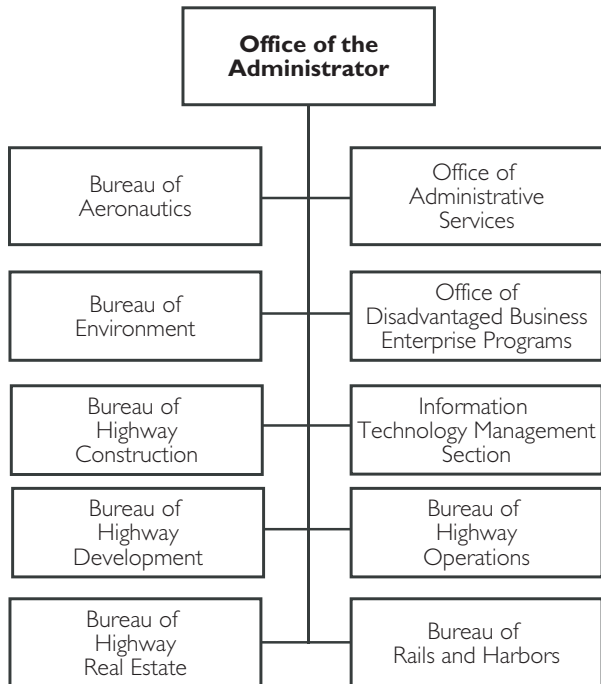 Office of the
Administrator
Bureau of
Aeronautics
Office of
Administrative
Services
Bureau of
Environment
Office of
Disadvantaged Business
Enterprise Programs
Bureau of
Highway
Construction
Information
Technology Management
Section
Bureau of
Highway
Development
Bureau of
Highway
Operations
Bureau of
Highway
Real Estate
Bureau of
Rails and Harbors